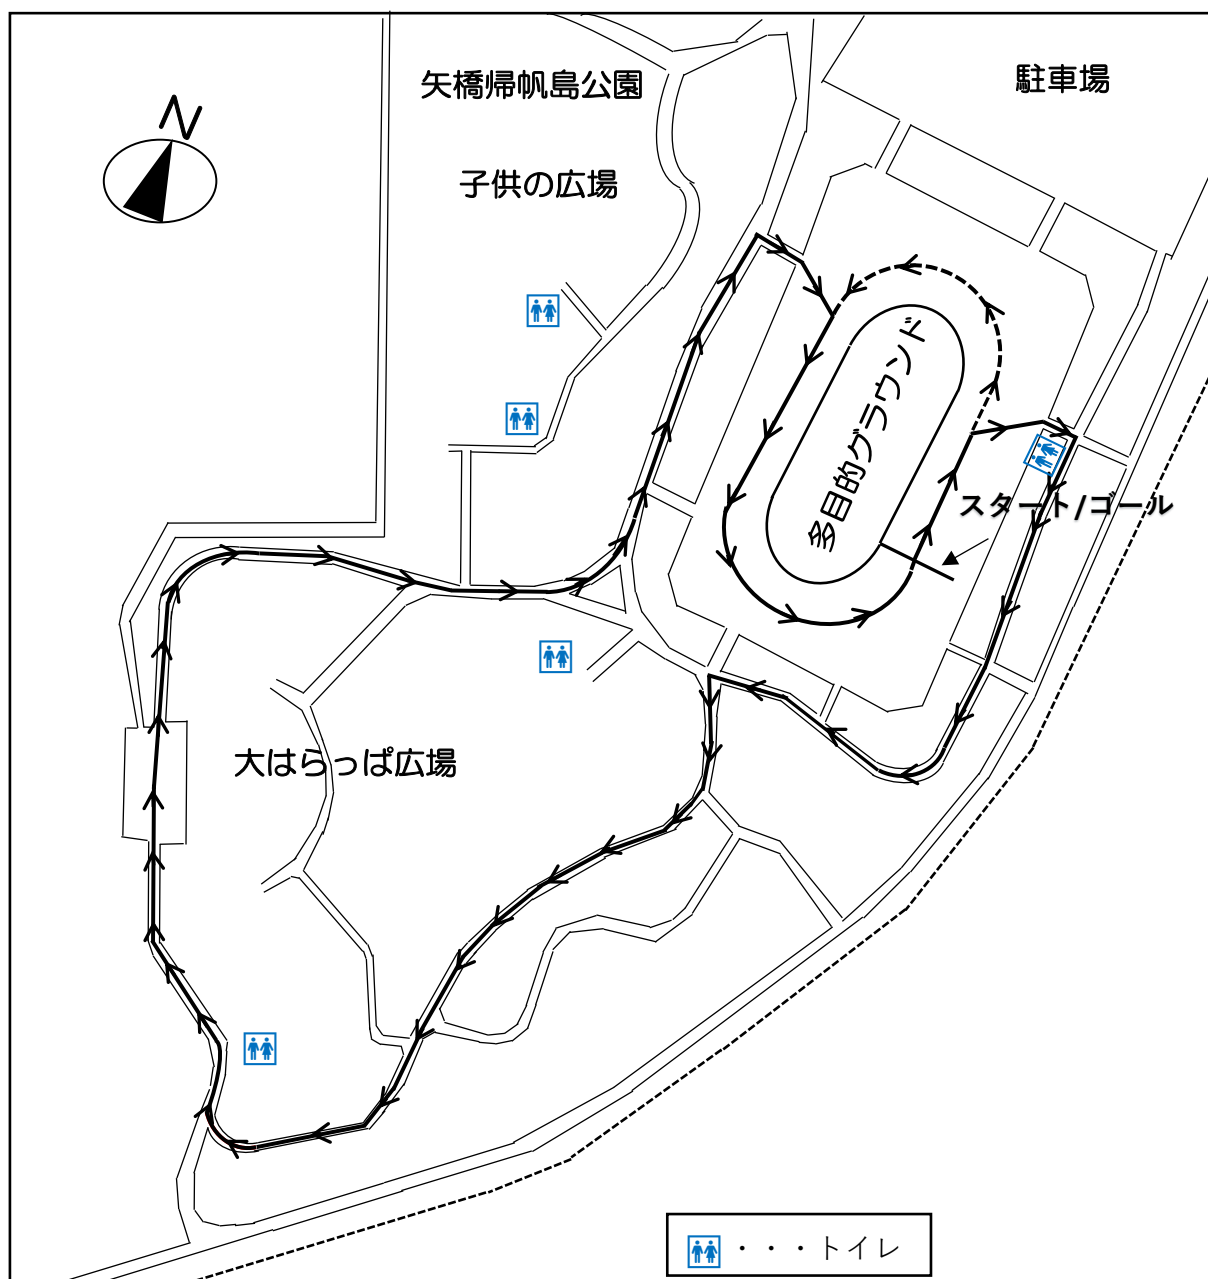 矢橋帰帆島公園
駐車場
N
子供の広場
多目的グラウンド
スタート/ゴール
大はらっぱ広場
・・・トイレ